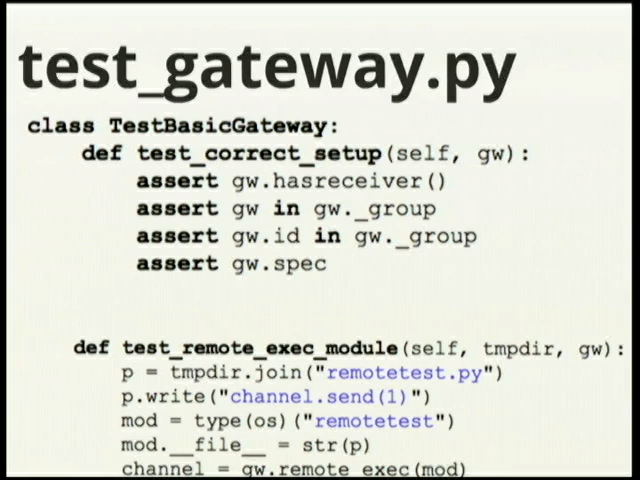 test_gateway.py
class TestBasicGateway:
def test_correct_setup(self, gw):
assert gw.hasreceiver()
assert gw in gw._group
assert gw.id in gw._group
assert gw.spec
def test_remote_exec_module(self, tmpdir, gw):
p = tmpdir.join("remotetest.py")
p.write("channel.send(1)")
mod = type(os)("remotetest")
mod.__file__ = str(p)
channel = gw.remote_exec(mod)